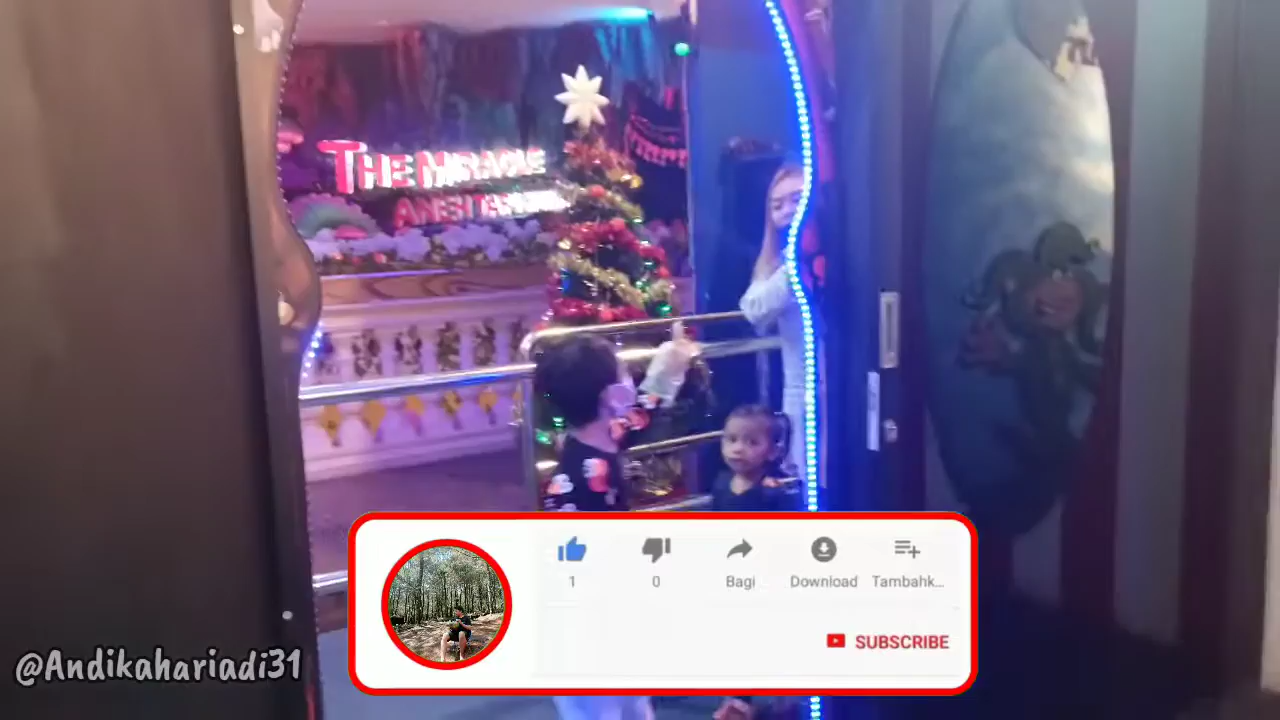 THE MIRACLE
1
0
Bagi
Download
Tambahk...
SUBSCRIBE
@Andikahariadi31